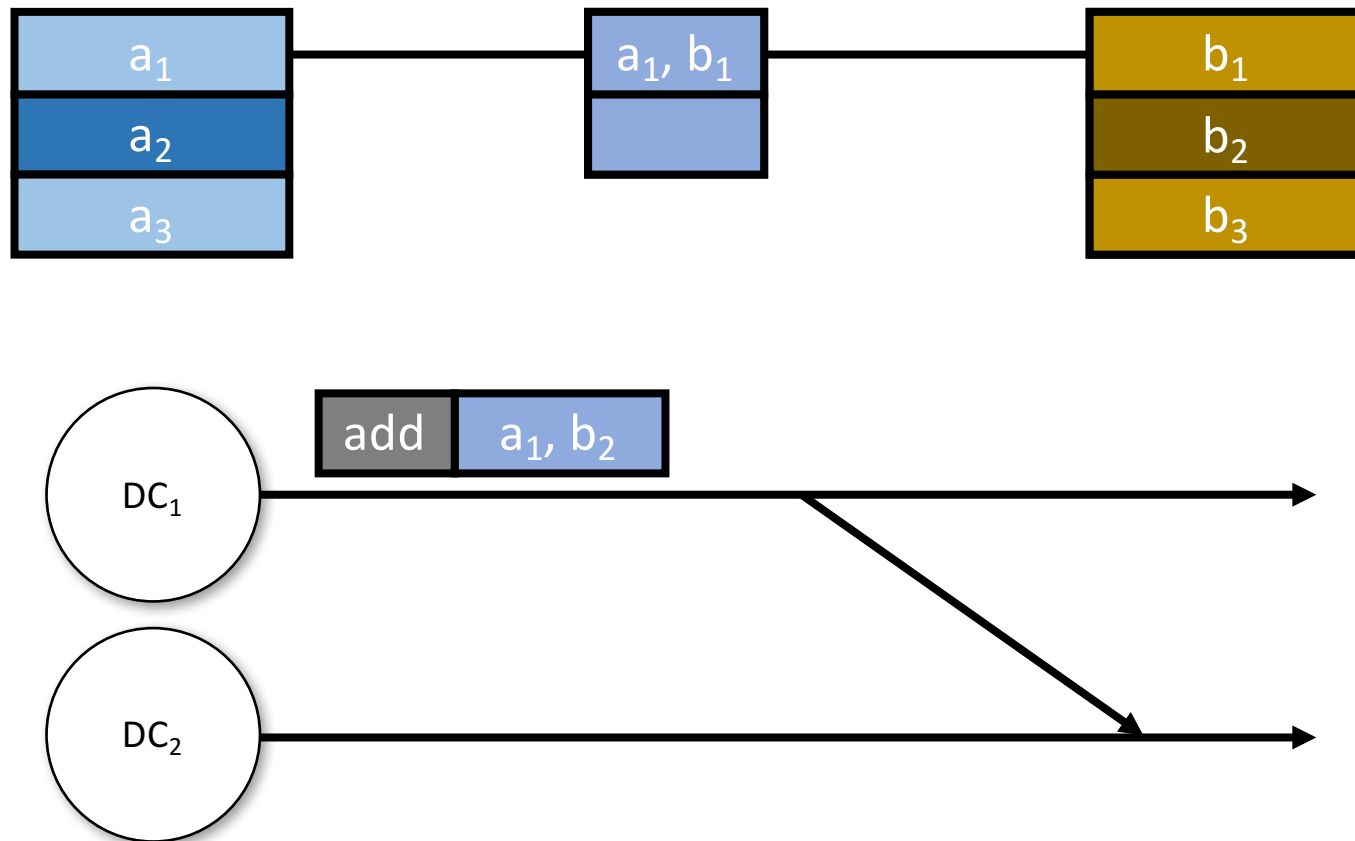 a₁
a₁, b₁
b₁
a₂
b₂
a₃
b₃
add
a₁, b₂
DC₁
DC₂